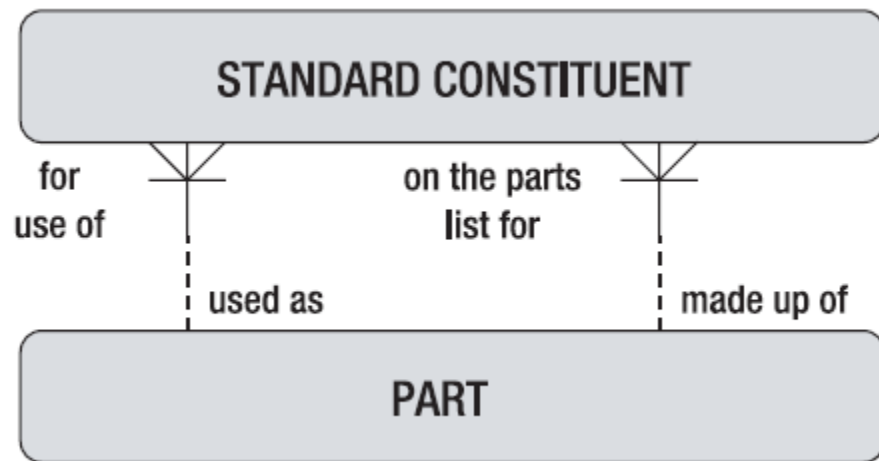 STANDARD CONSTITUENT
for
use of
on the parts
list for
used as
made up of
PART